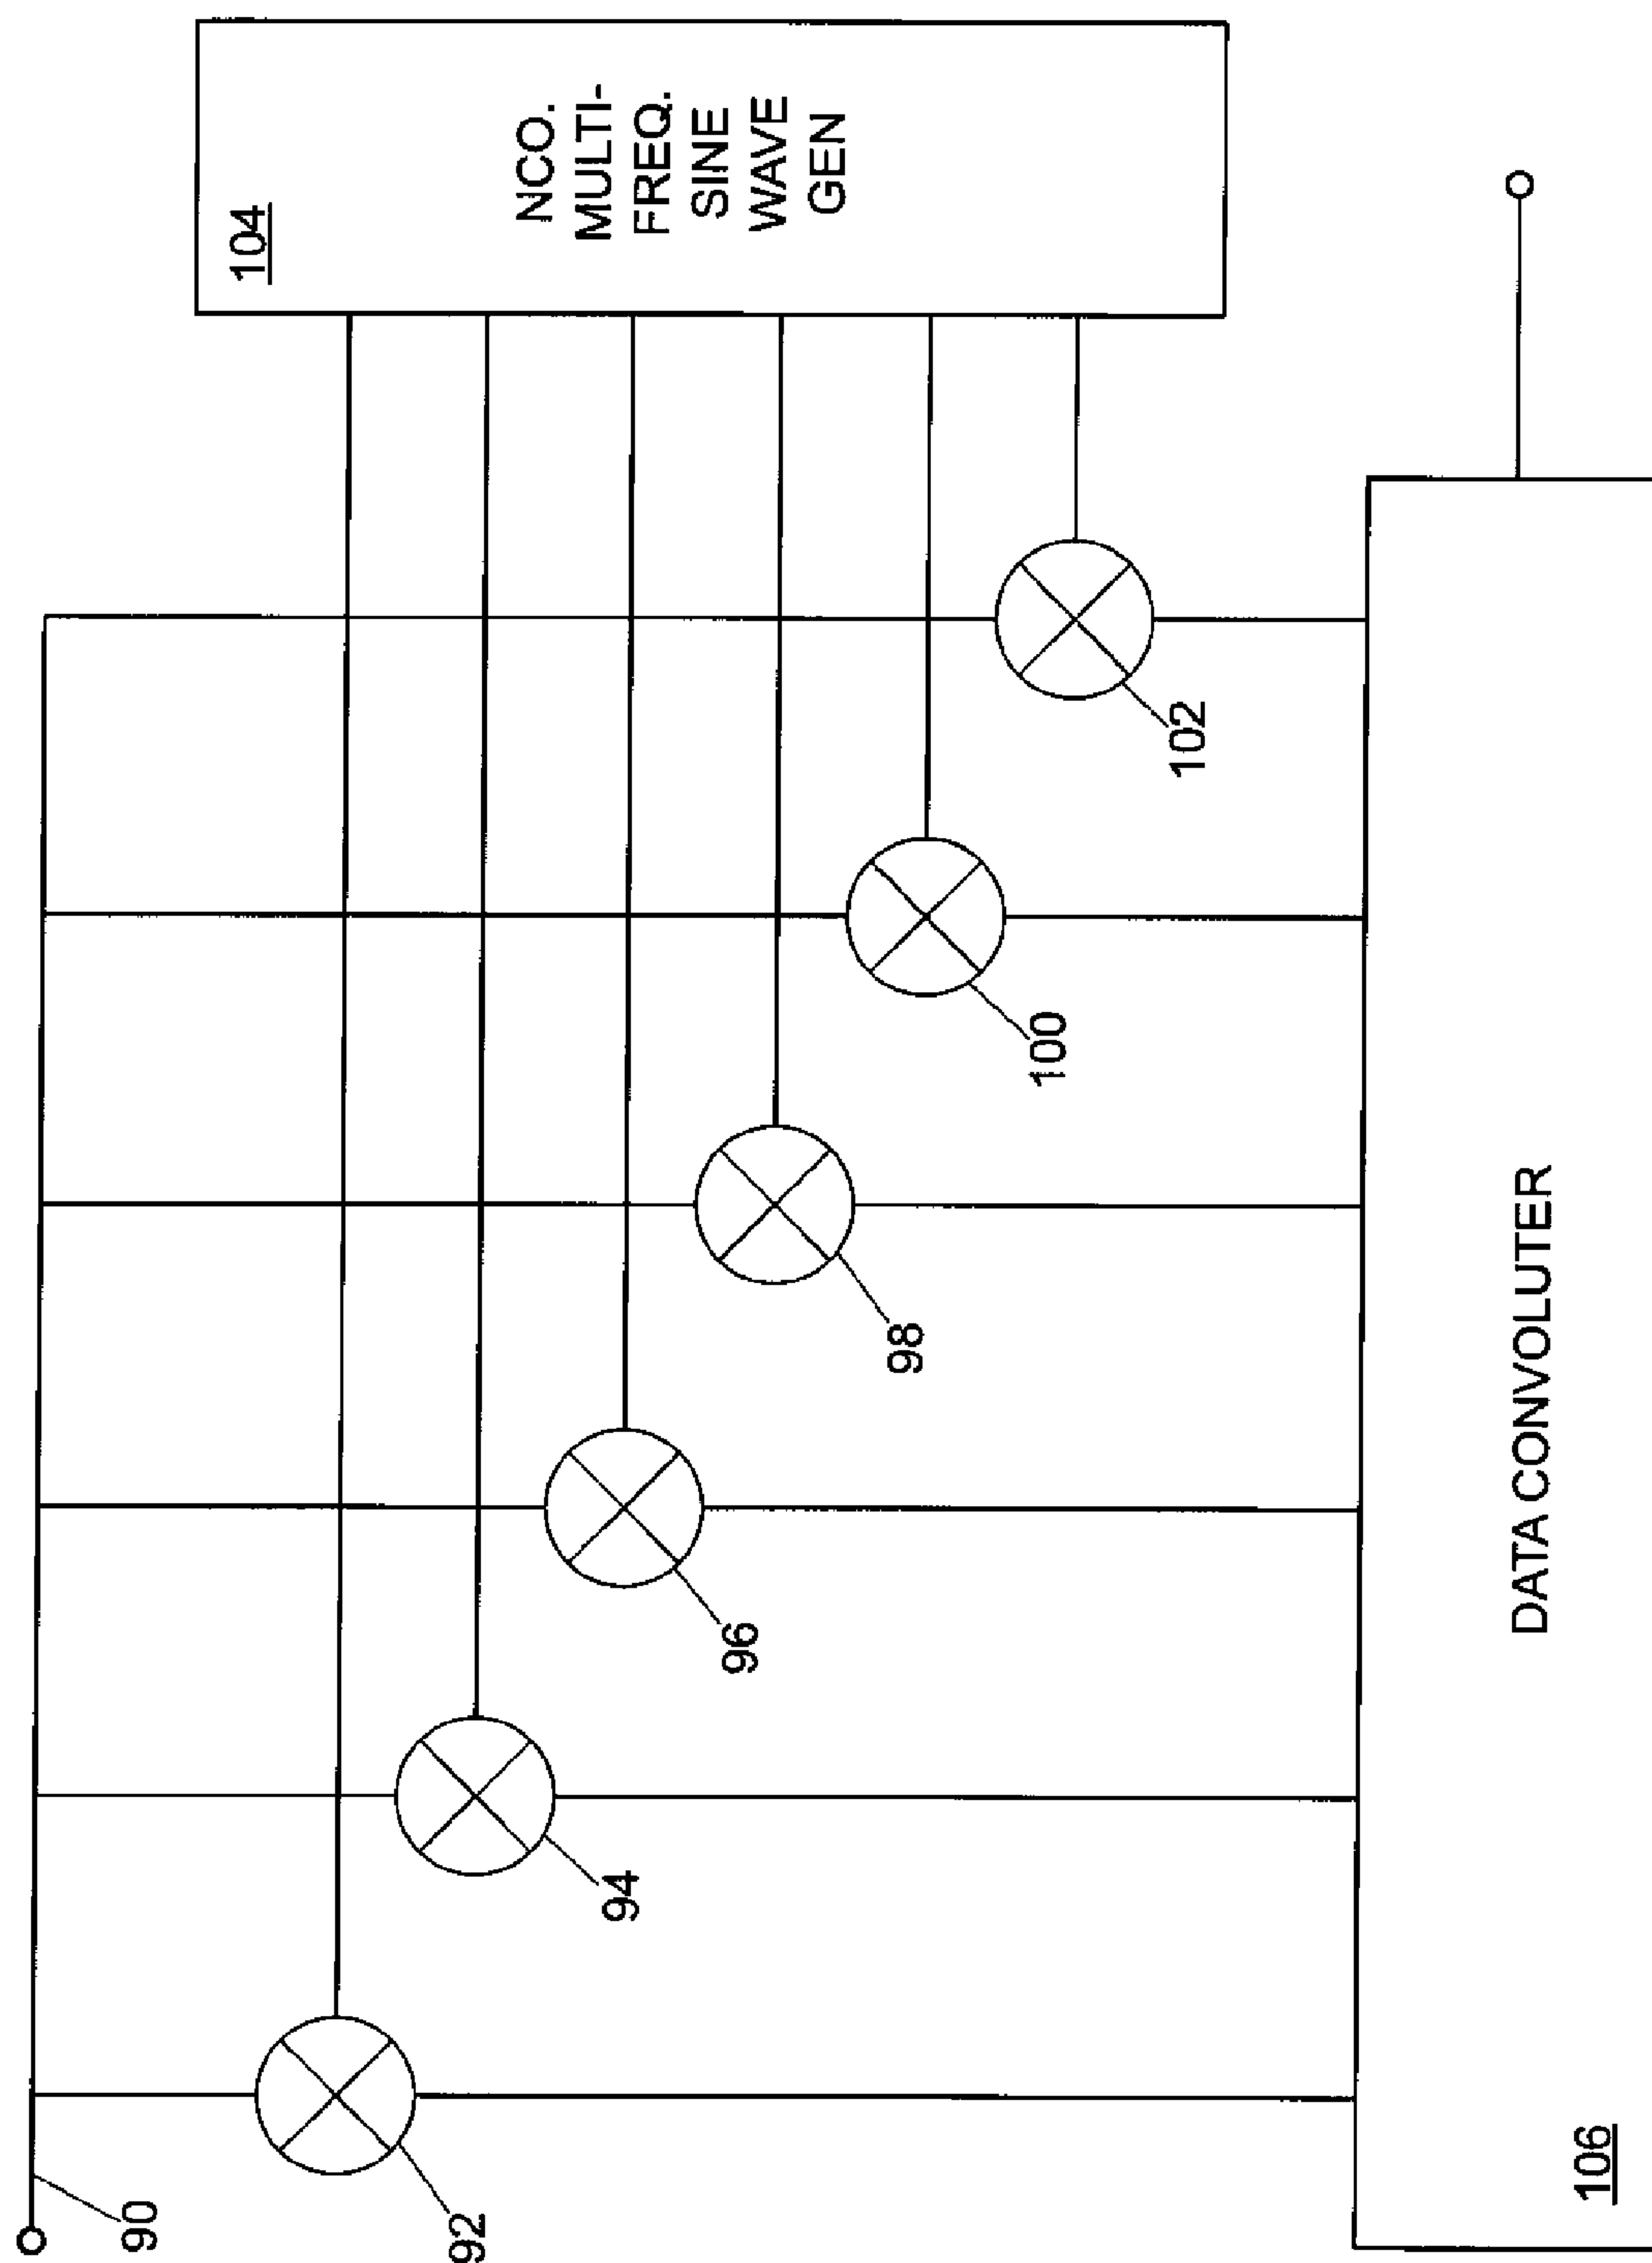 90
92
94
96
98
100
102
104
NCO.
MULTI-
FREQ.
SINE
WAVE
GEN
DATA CONVOLUTER
106